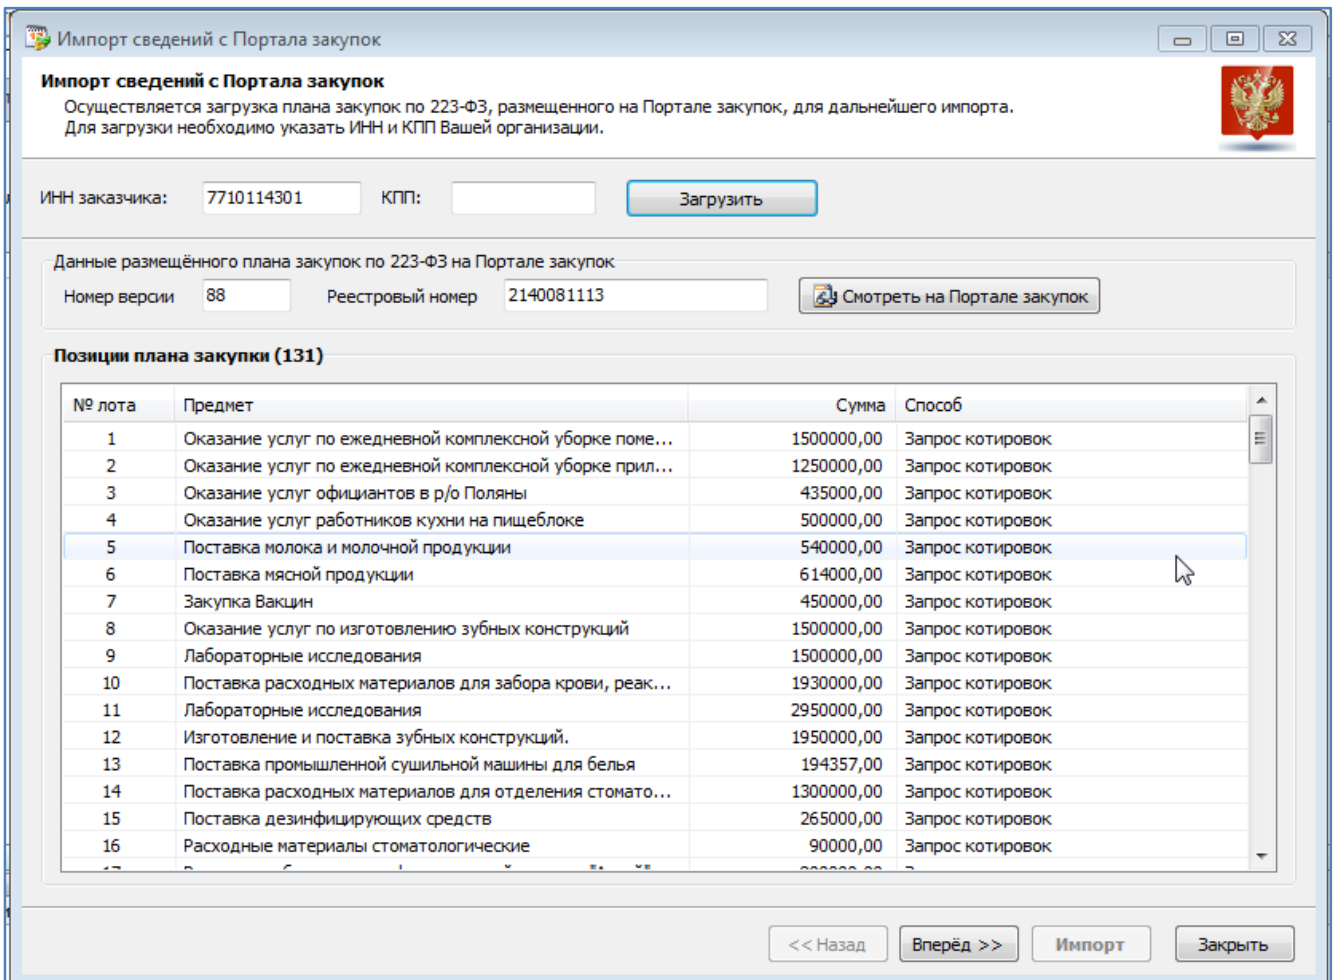 Импорт сведений с Портала закупок
Импорт сведений с Портала закупок
Осуществляется загрузка плана закупок по 223-ФЗ, размещенного на Портале закупок, для дальнейшего импорта.
Для загрузки необходимо указать ИНН и КПП Вашей организации.
ИНН заказчика: 7710114301 КПП: Загрузить
Данные размещённого плана закупок по 223-ФЗ на Портале закупок
Номер версии 88 Реестровый номер 2140081113 Смотреть на Портале закупок
Позиции плана закупки (131)
№ лота Предмет Сумма Способ
1 Оказание услуг по ежедневной комплексной уборке поме... 1500000,00 Запрос котировок
2 Оказание услуг по ежедневной комплексной уборке прил... 1250000,00 Запрос котировок
3 Оказание услуг официантов в р/о Поляны 435000,00 Запрос котировок
4 Оказание услуг работников кухни на пищеблоке 500000,00 Запрос котировок
5 Поставка молока и молочной продукции 540000,00 Запрос котировок
6 Поставка мясной продукции 614000,00 Запрос котировок
7 Закупка Вакцин 450000,00 Запрос котировок
8 Оказание услуг по изготовлению зубных конструкций 1500000,00 Запрос котировок
9 Лабораторные исследования 1500000,00 Запрос котировок
10 Поставка расходных материалов для забора крови, реак... 1930000,00 Запрос котировок
11 Лабораторные исследования 2950000,00 Запрос котировок
12 Изготовление и поставка зубных конструкций. 1950000,00 Запрос котировок
13 Поставка промышленной сушильной машины для белья 194357,00 Запрос котировок
14 Поставка расходных материалов для отделения стомато... 1300000,00 Запрос котировок
15 Поставка дезинфицирующих средств 265000,00 Запрос котировок
16 Расходные материалы стоматологические 90000,00 Запрос котировок
<< Назад Вперёд >> Импорт Закрыть